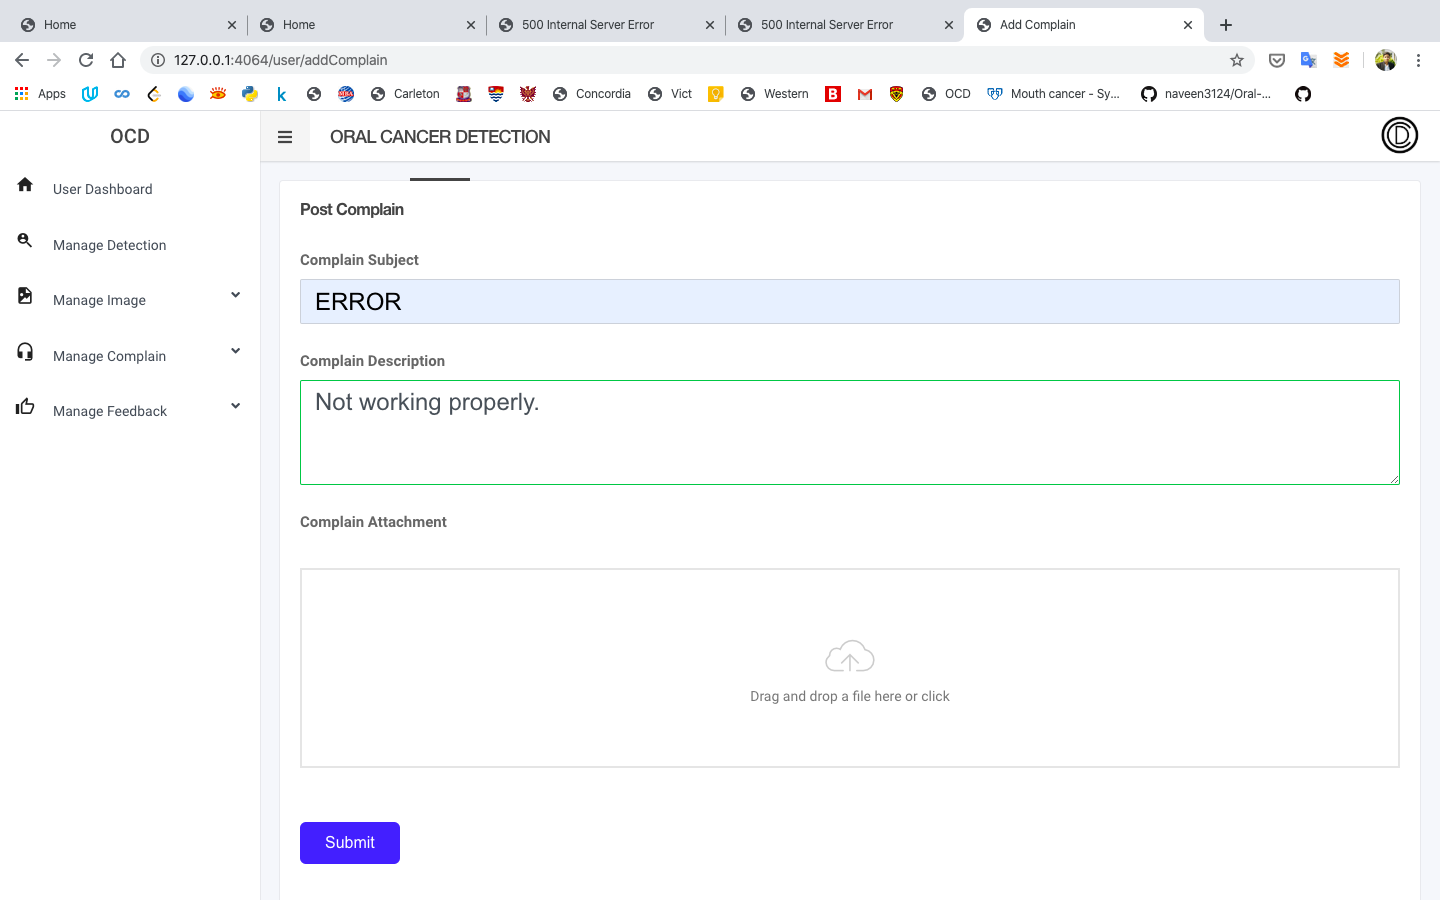 Home
Home
500 Internal Server Error
500 Internal Server Error
Add Complain
127.0.0.1:4064/user/addComplain
Apps
Carleton
Concordia
Vict
Western
OCD
Mouth cancer - Sy...
naveen3124/Oral-...
OCD
ORAL CANCER DETECTION
User Dashboard
Manage Detection
Manage Image
Manage Complain
Manage Feedback
Post Complain
Complain Subject
ERROR
Complain Description
Not working properly.
Complain Attachment
Drag and drop a file here or click
Submit